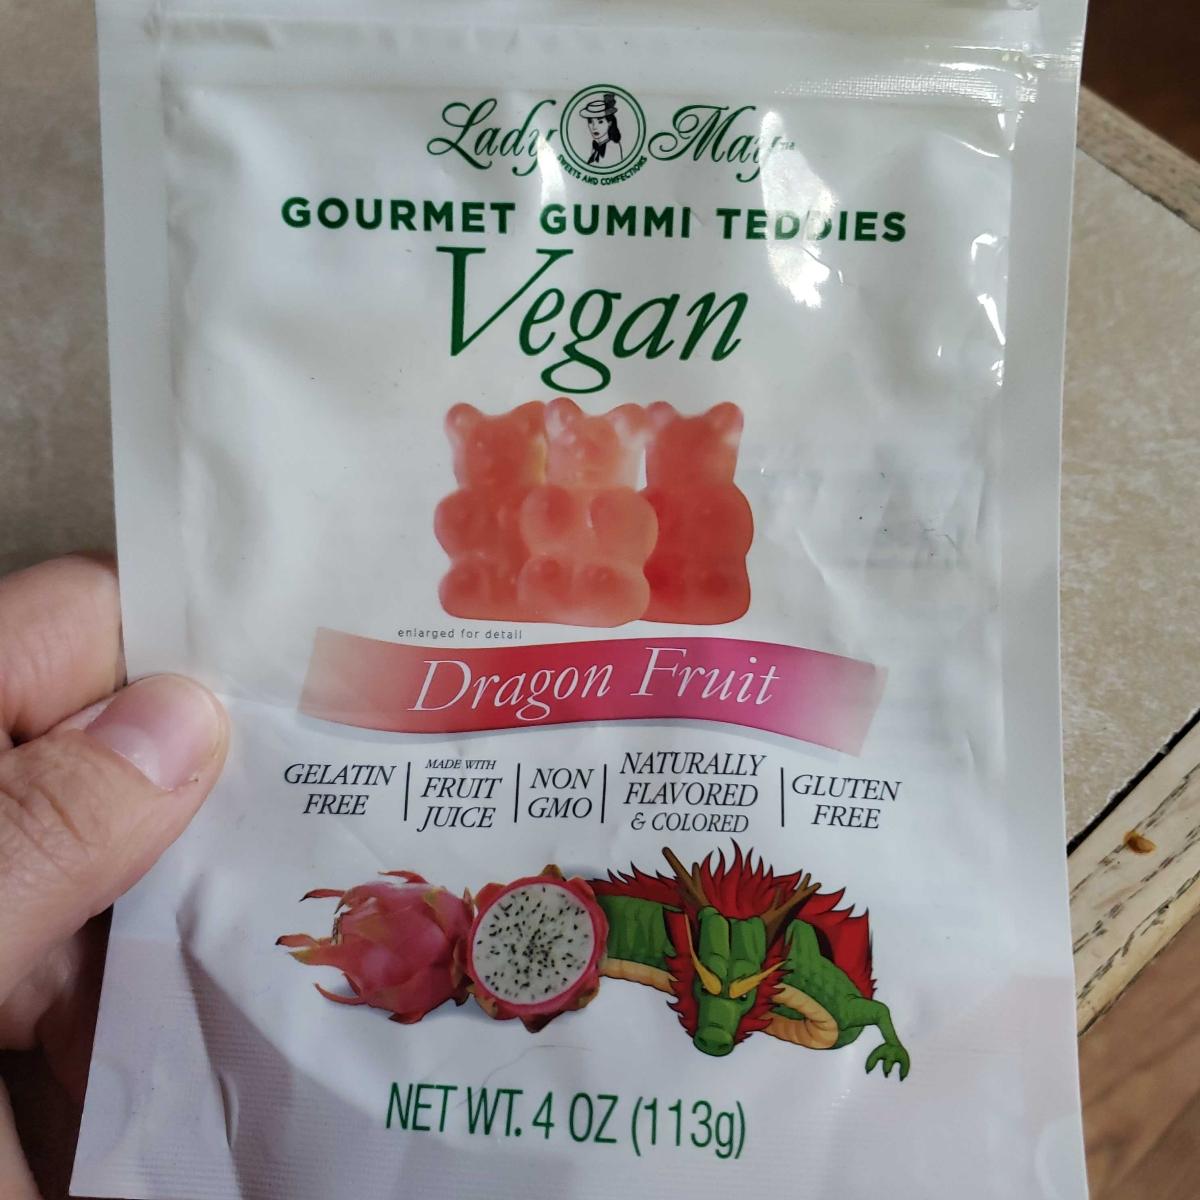 Lady May
SWEETS AND CONFECTIONS
GOURMET GUMMI TEDDIES
Vegan
enlarged for detail
Dragon Fruit
GELATIN FREE
MADE WITH FRUIT JUICE
NON GMO
NATURALLY FLAVORED & COLORED
GLUTEN FREE
NET WT. 4 OZ (113g)